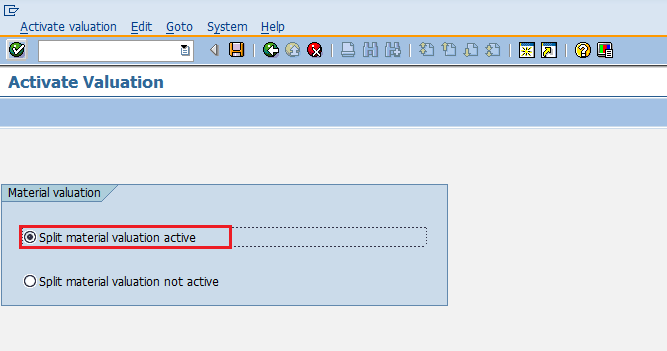 Activate valuation Edit Goto System Help
Activate Valuation
Material valuation
Split material valuation active
Split material valuation not active